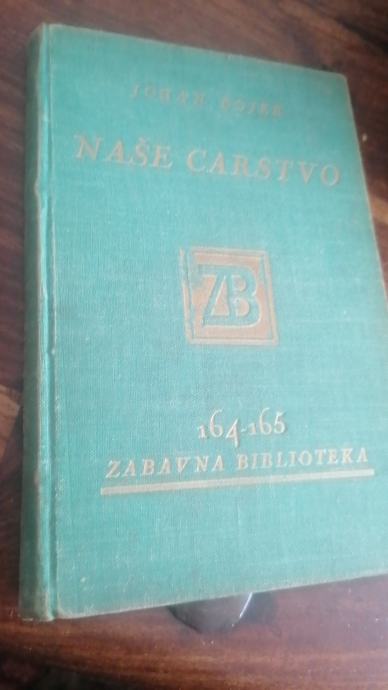 JOHAN BOJER
NAŠE CARSTVO
ZB
164-165
ZABAVNA BIBLIOTEKA